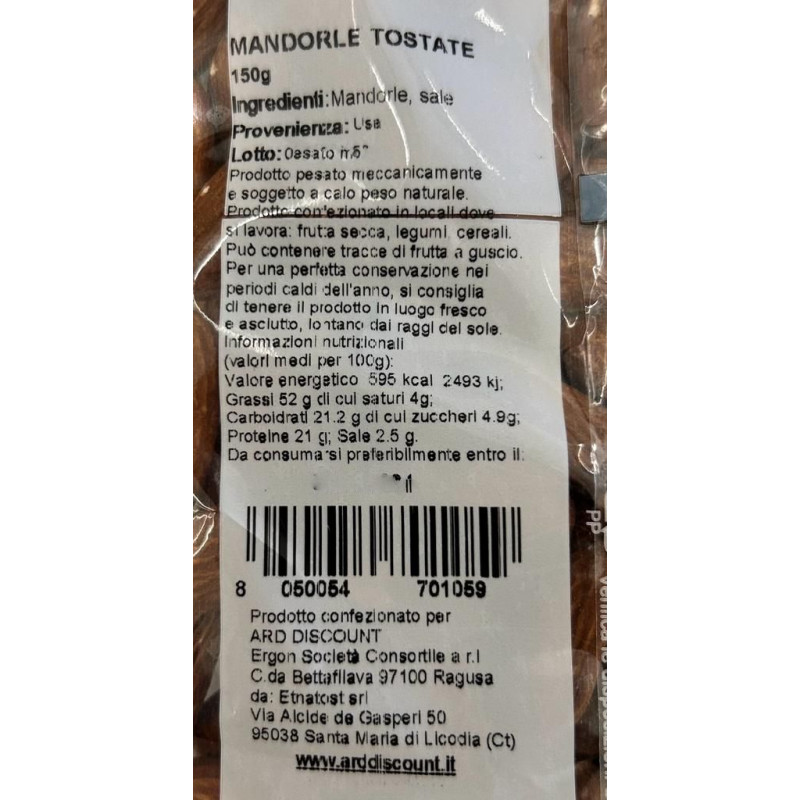 MANDORLE TOSTATE
150g
Ingredienti: Mandorle, sale
Provenienza: Usa
Lotto:
Prodotto pesato meccanicamente
e soggetto a calo peso naturale.
Prodotto confezionato in locali dove
si lavora: frutta secca, legumi, cereali.
Può contenere tracce di frutta a guscio.
Per una perfetta conservazione nei
periodi caldi dell'anno, si consiglia
di tenere il prodotto in luogo fresco
e asciutto, lontano dai raggi del sole.
Informazioni nutrizionali
(valori medi per 100g):
Valore energetico 595 kcal 2493 kj;
Grassi 52 g di cui saturi 4g;
Carboidrati 21.2 g di cui zuccheri 4.9g;
Proteine 21 g; Sale 2.5 g.
Da consumarsi preferibilmente entro il:
8 050054 701059
Prodotto confezionato per
ARD DISCOUNT
Ergon Società Consortile a r.l
C.da Bettafilava 97100 Ragusa
da: Etnatost srl
Via Alcide de Gasperi 50
95038 Santa Maria di Licodia (Ct)
www.arddiscount.it
PP
Verifica le disposizioni